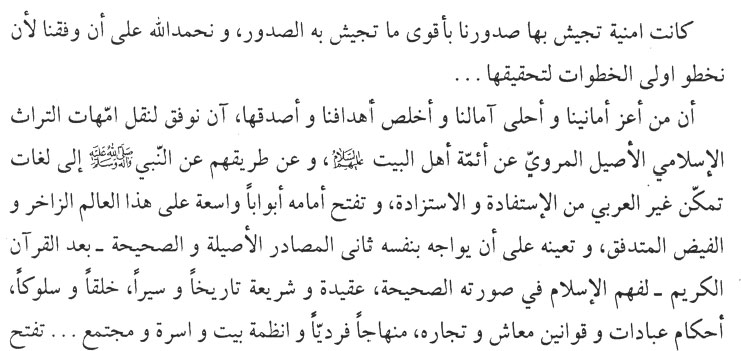 كانت امنية تجيش بها صدورنا بأقوى ما تجيش به الصدور، و نحمدالله على أن وفقنا لأن
نخطو اولى الخطوات لتحقيقها ...
أن من أعز أمانينا و أحلى آمالنا و أخلص أهدافنا و أصدقها، آن نوفق لنقل امّهات التراث
الإسلامي الأصيل المرويّ عن أئمّة أهل البيت عليهم السلام، و عن طريقهم عن النّبي صلى الله عليه وآله وسلم إلى لغات
تمكّن غير العربي من الإستفادة و الاستزادة، و تفتح أمامه أبواباً واسعة على هذا العالم الزاخر و
الفيض المتدفق، و تعينه على أن يواجه بنفسه ثانى المصادر الأصيلة و الصحيحة ـ بعد القرآن
الكريم ـ لفهم الإسلام في صورته الصحيحة، عقيدة و شريعة تاريخاً و سيراً، خلقاً و سلوكاً،
أحكام عبادات و قوانين معاش و تجاره، منهاجاً فرديّاً و انظمة بيت و اسرة و مجتمع ... تفتح